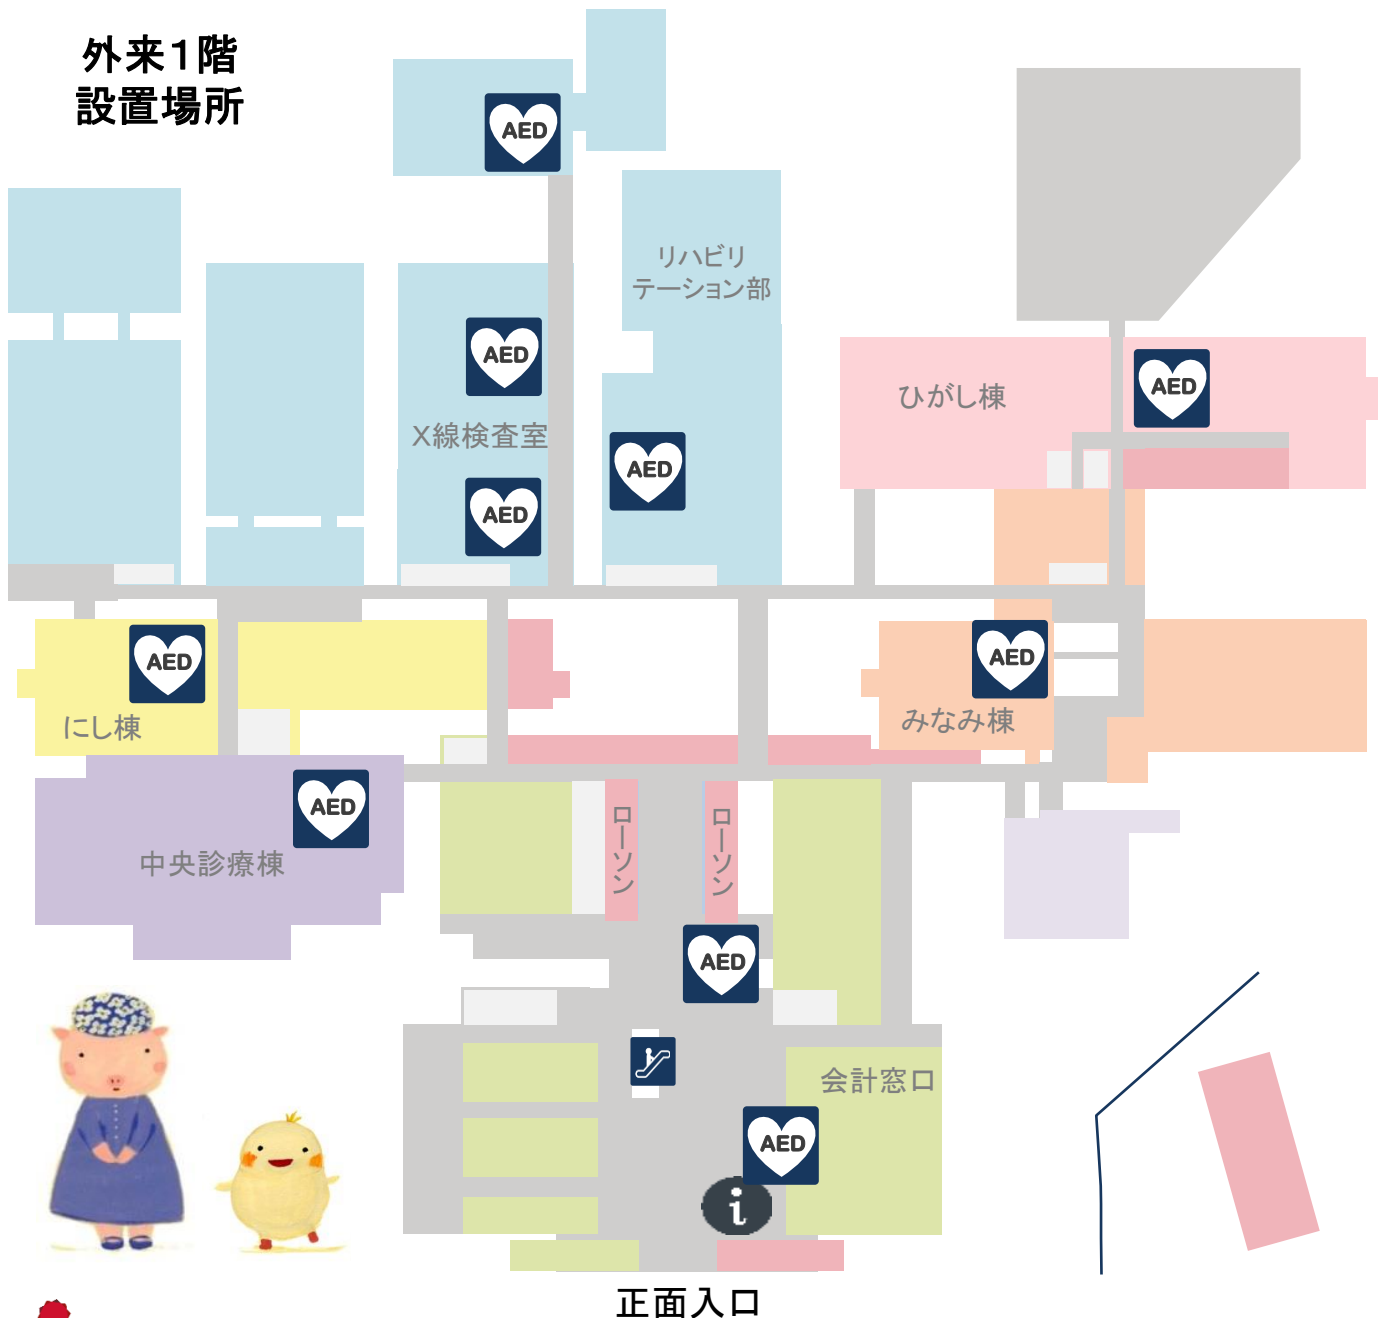 外来1階
設置場所
AED
リハビリ
テーション部
AED
ひがし棟
AED
X線検査室
AED
AED
AED
にし棟
AED
みなみ棟
AED
中央診療棟
ローソン
ローソン
AED
会計窓口
AED
i
正面入口